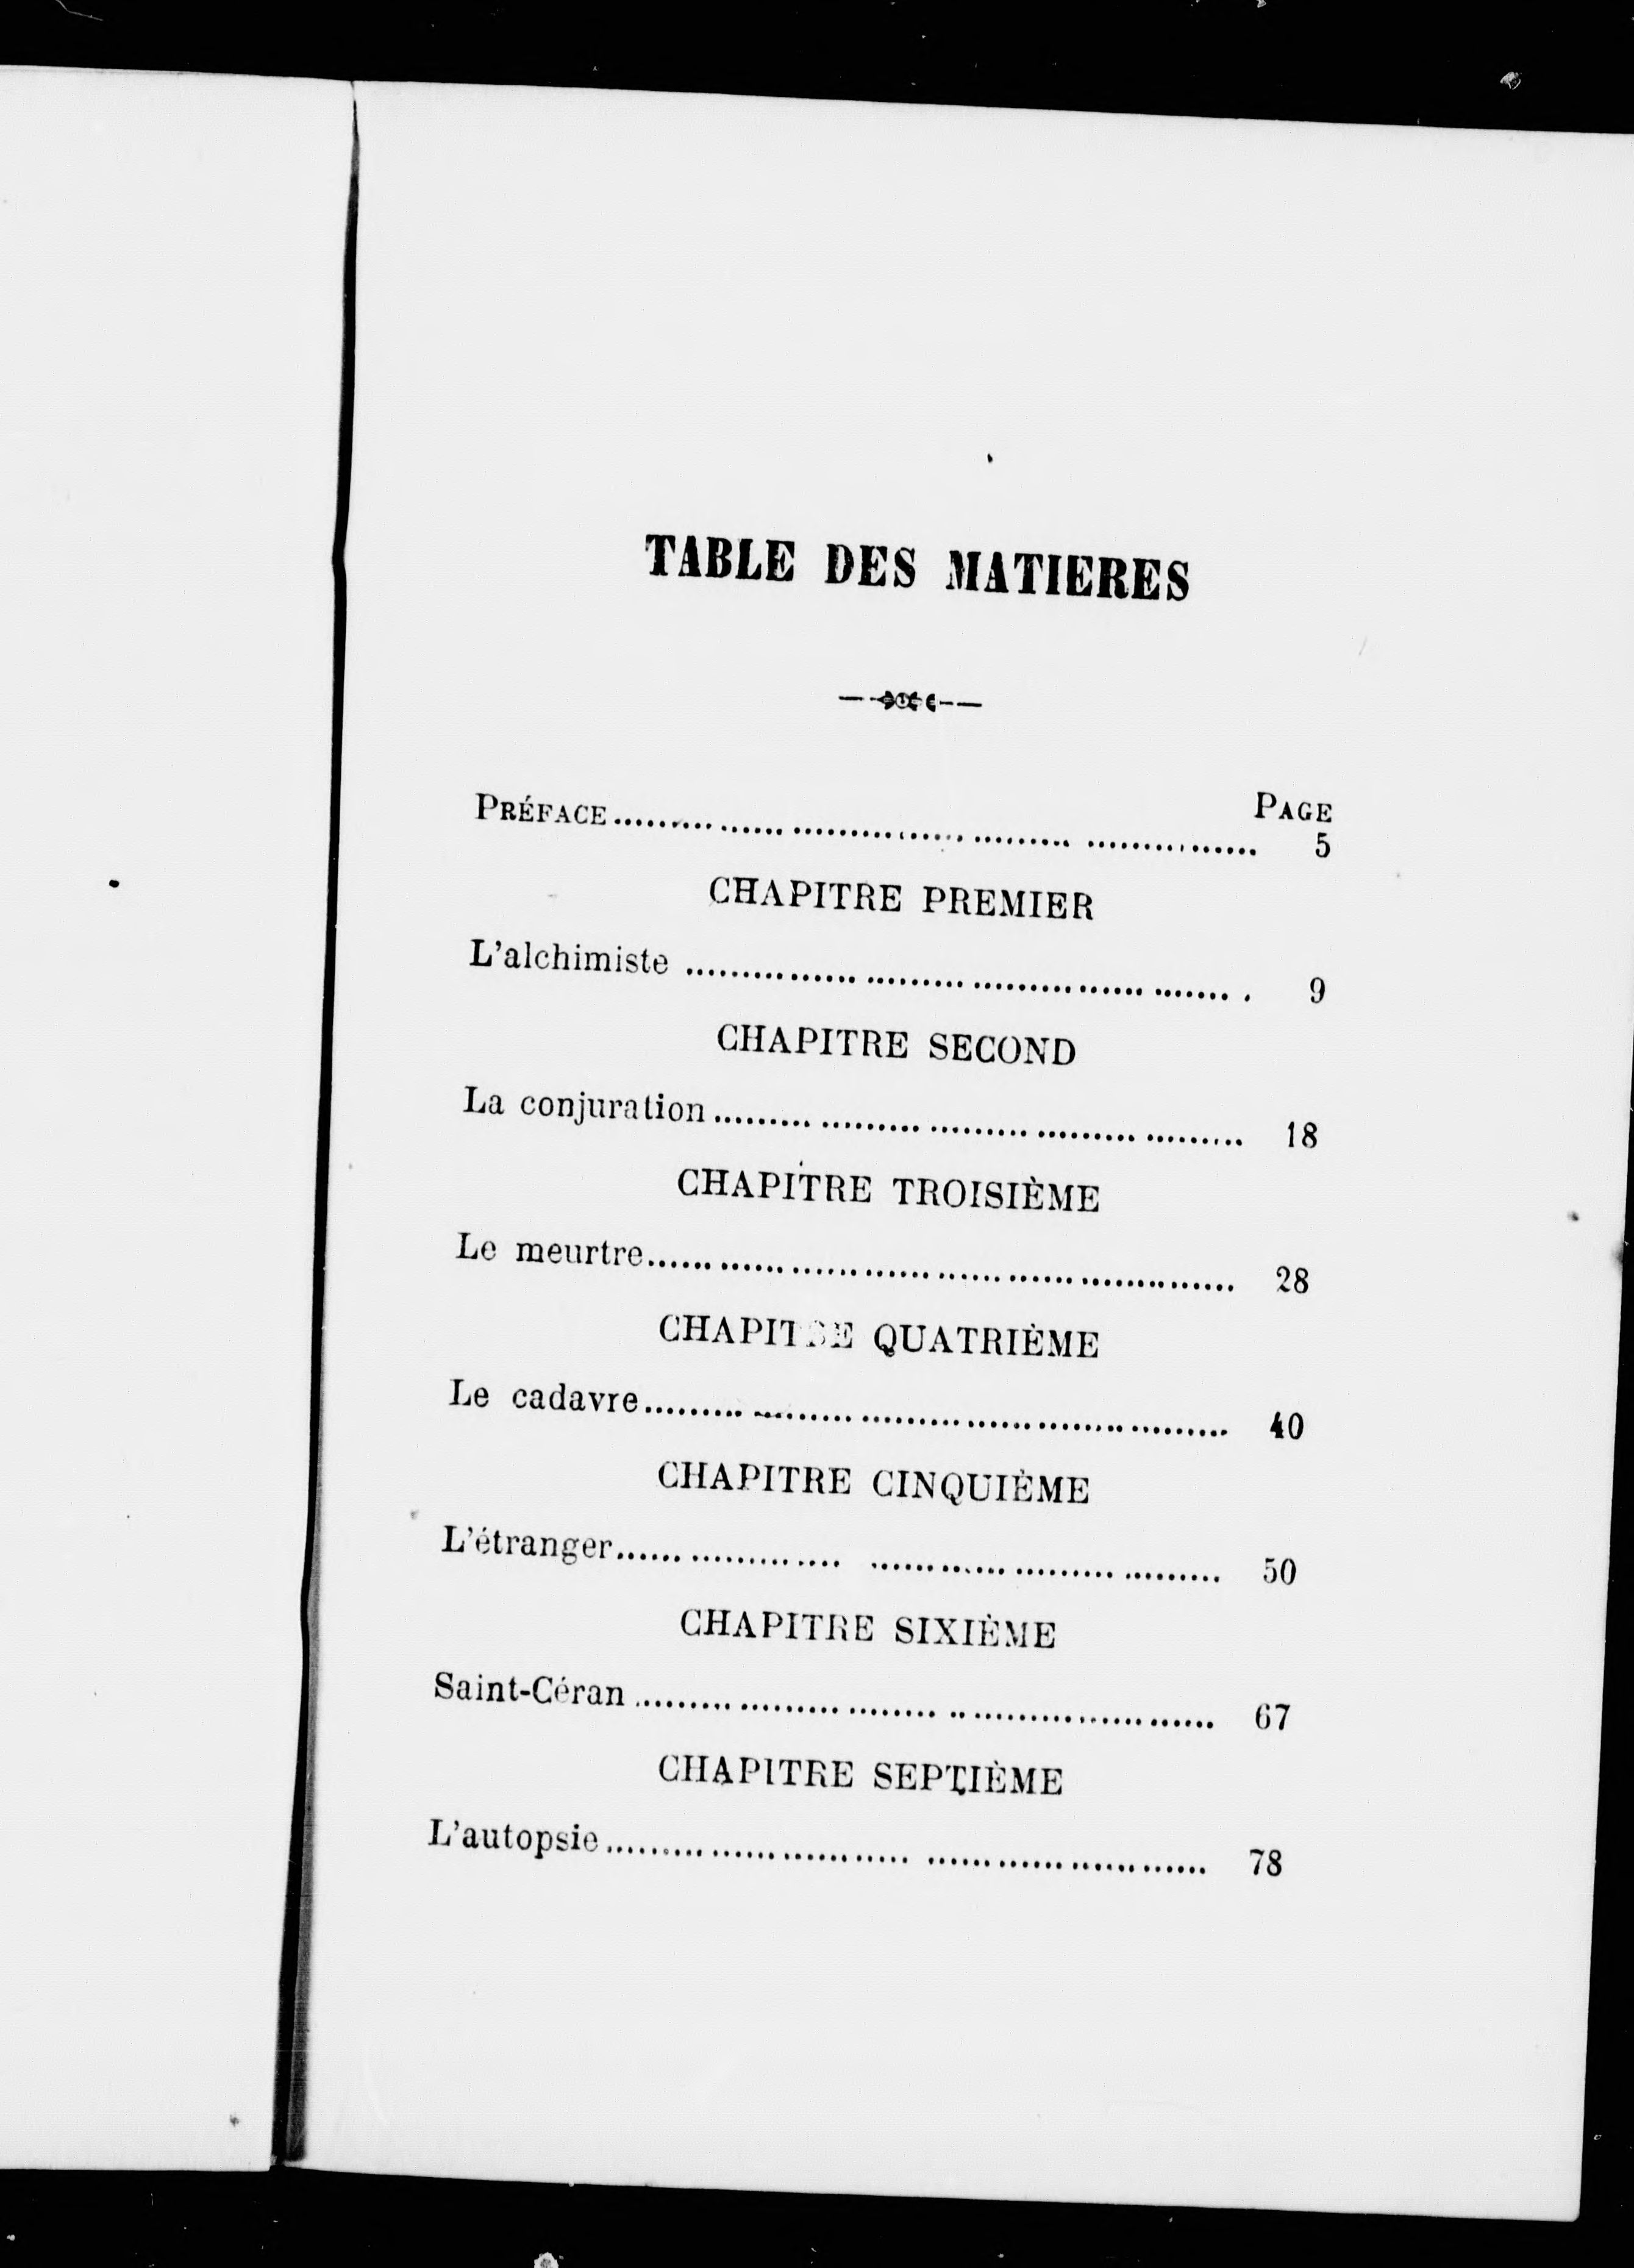 TABLE DES MATIERES
PAGE
PRÉFACE........................................ 5
CHAPITRE PREMIER
L'alchimiste ........................................ 9
CHAPITRE SECOND
La conjuration........................................ 18
CHAPITRE TROISIÈME
Le meurtre........................................ 28
CHAPITRE QUATRIÈME
Le cadavre........................................ 40
CHAPITRE CINQUIÈME
L'étranger........................................ 50
CHAPITRE SIXIÈME
Saint-Céran........................................ 67
CHAPITRE SEPTIÈME
L'autopsie........................................ 78